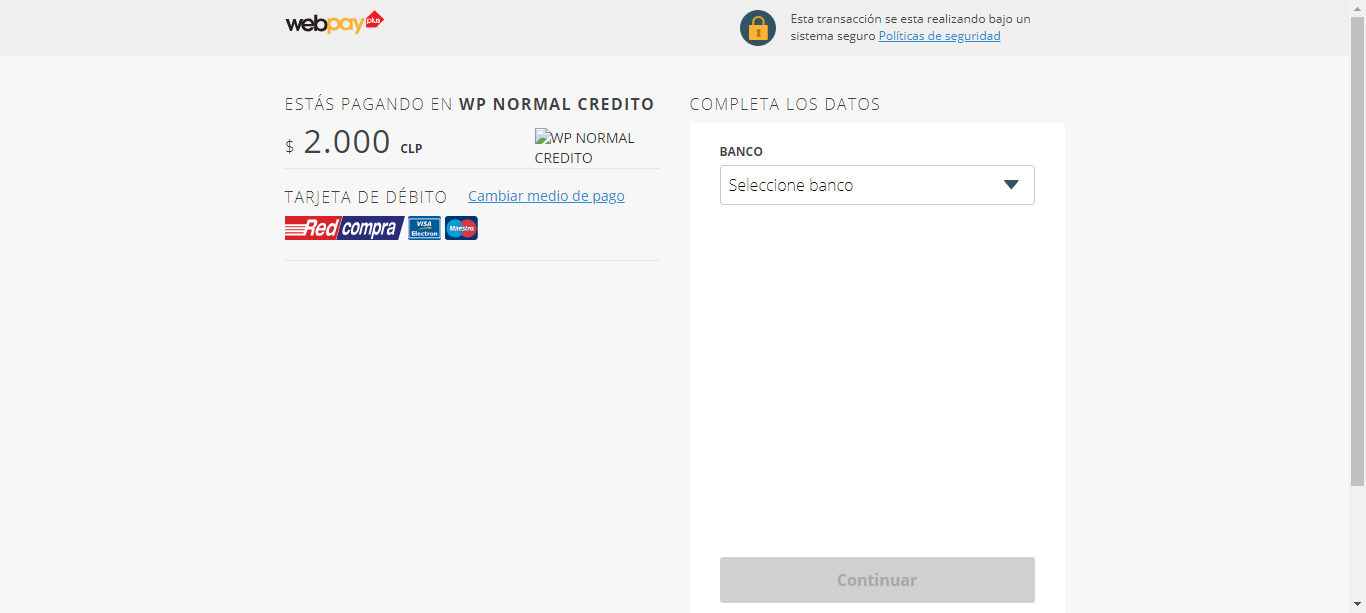 webpay plus
Esta transacción se esta realizando bajo un
sistema seguro Políticas de seguridad
ESTÁS PAGANDO EN WP NORMAL CREDITO
$ 2.000 CLP
WP NORMAL
CREDITO
TARJETA DE DÉBITO Cambiar medio de pago
Redcompra VISA Electron Maestro
COMPLETA LOS DATOS
BANCO
Seleccione banco
Continuar